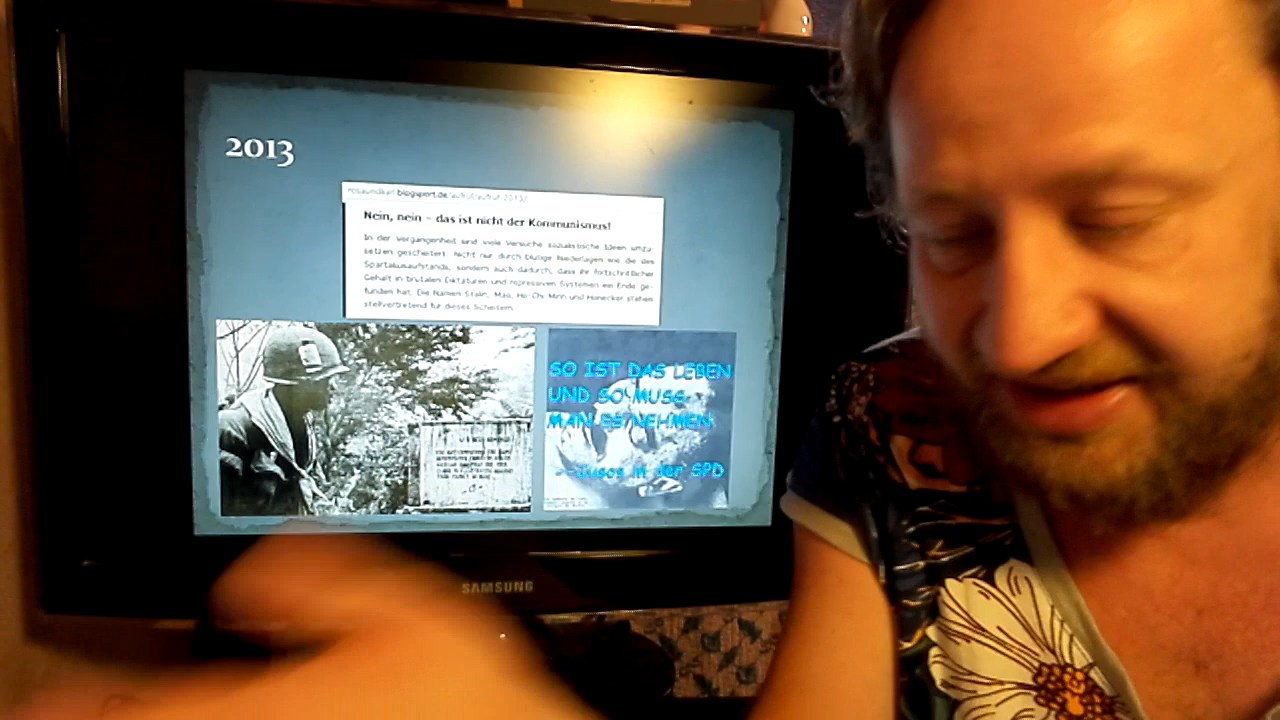 2013
rosaundkarl.blogsport.de/aufruf/aufruf-2013/
Nein, nein – das ist nicht der Kommunismus!
In der Vergangenheit sind viele Versuche sozialistische Ideen umzu-
setzen gescheitert. Nicht nur durch blutige Niederlagen wie die des
Spartakusaufstands, sondern auch dadurch, dass ihr fortschrittlicher
Gehalt in brutalen Diktaturen und repressiven Systemen ein Ende ge-
funden hat. Die Namen Stalin, Mao, Ho-Chi-Minh und Honecker stehen
stellvertretend für dieses Scheitern.
SO IST DAS LEBEN
UND SO MUSS
MAN ES NEHMEN
--Jusos in der SPD
SAMSUNG